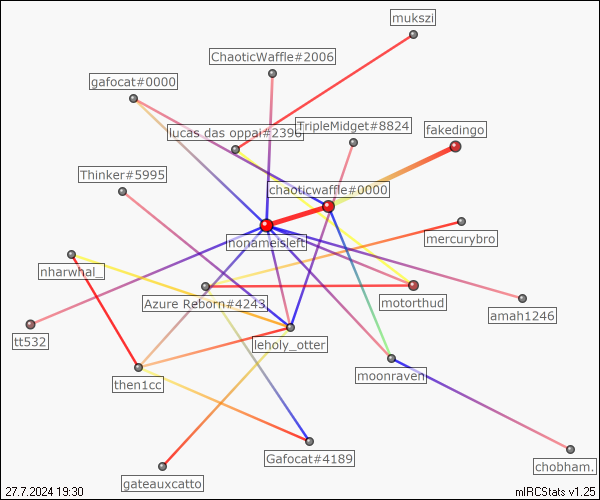 mukszi
ChaoticWaffle#2006
gafocat#0000
TripleMidget#8824
lucas das oppai#2396
fakedingo
Thinker#5995
chaoticwaffle#0000
mercurybro
nonameisleft
nharwhal_
Azure Reborn#4243
motorthud
amah1246
tt532
leholy_otter
moonraven
then1cc
Gafocat#4189
chobham.
gateauxcatto
27.7.2024 19:30
mIRCStats v1.25